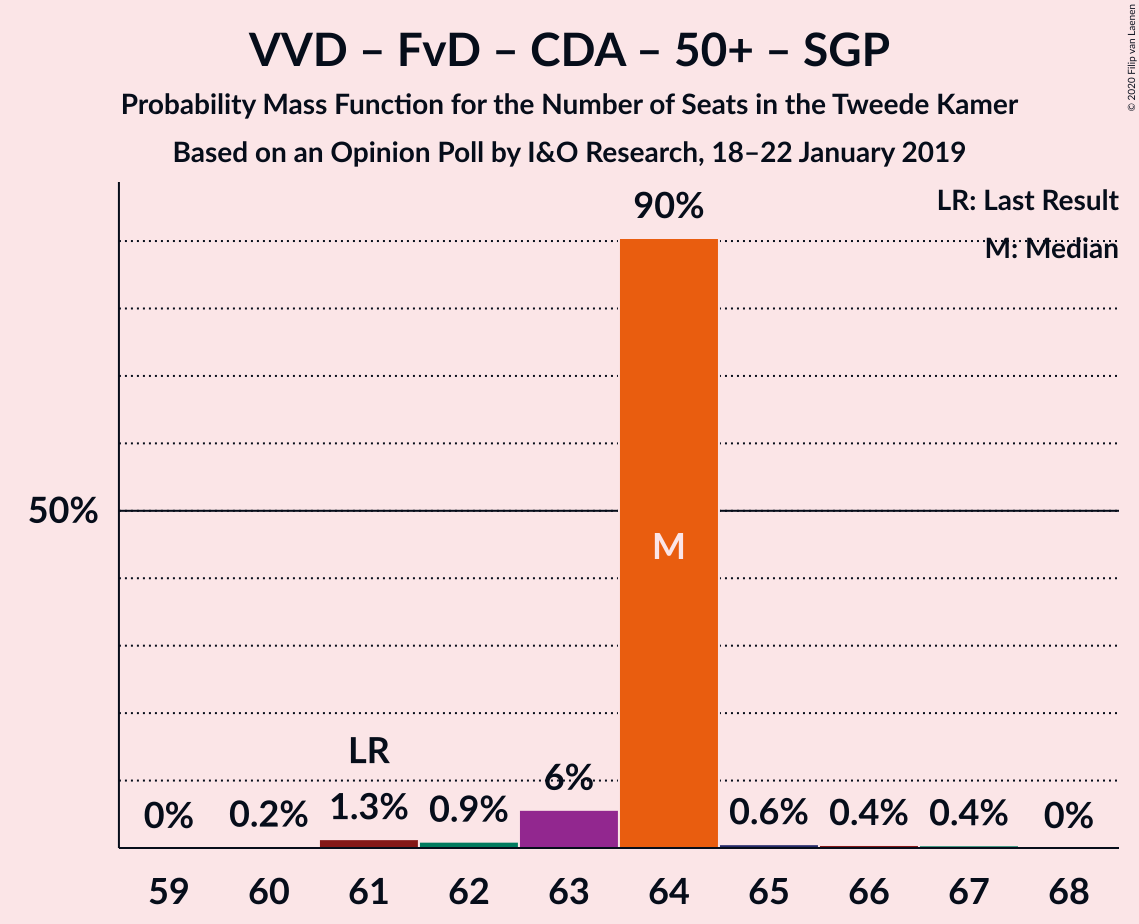 VVD – FvD – CDA – 50+ – SGP
Probability Mass Function for the Number of Seats in the Tweede Kamer
Based on an Opinion Poll by I&O Research, 18–22 January 2019
© 2020 Filip van Laenen
LR: Last Result
M: Median
90%
50%
M
LR
6%
0% 0.2% 1.3% 0.9% 0.6% 0.4% 0.4% 0%
59 60 61 62 63 64 65 66 67 68